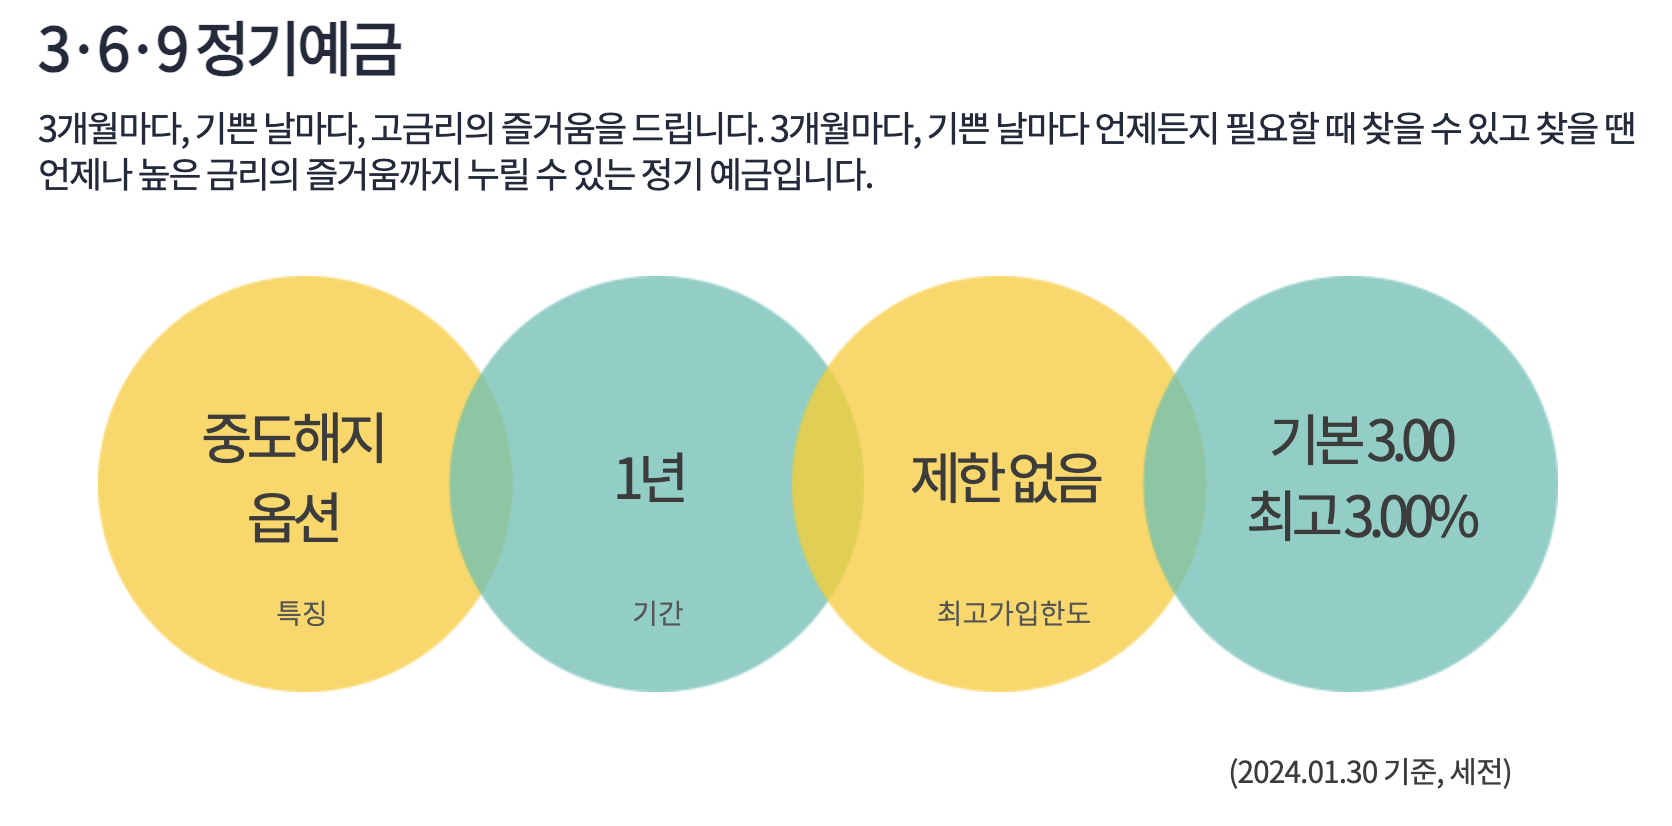 3·6·9 정기예금
3개월마다, 기쁜 날마다, 고금리의 즐거움을 드립니다. 3개월마다, 기쁜 날마다 언제든지 필요할 때 찾을 수 있고 찾을 땐
언제나 높은 금리의 즐거움까지 누릴 수 있는 정기 예금입니다.
중도해지
옵션
특징
1년
기간
제한 없음
최고가입한도
기본 3.00
최고 3.00%
(2024.01.30 기준, 세전)